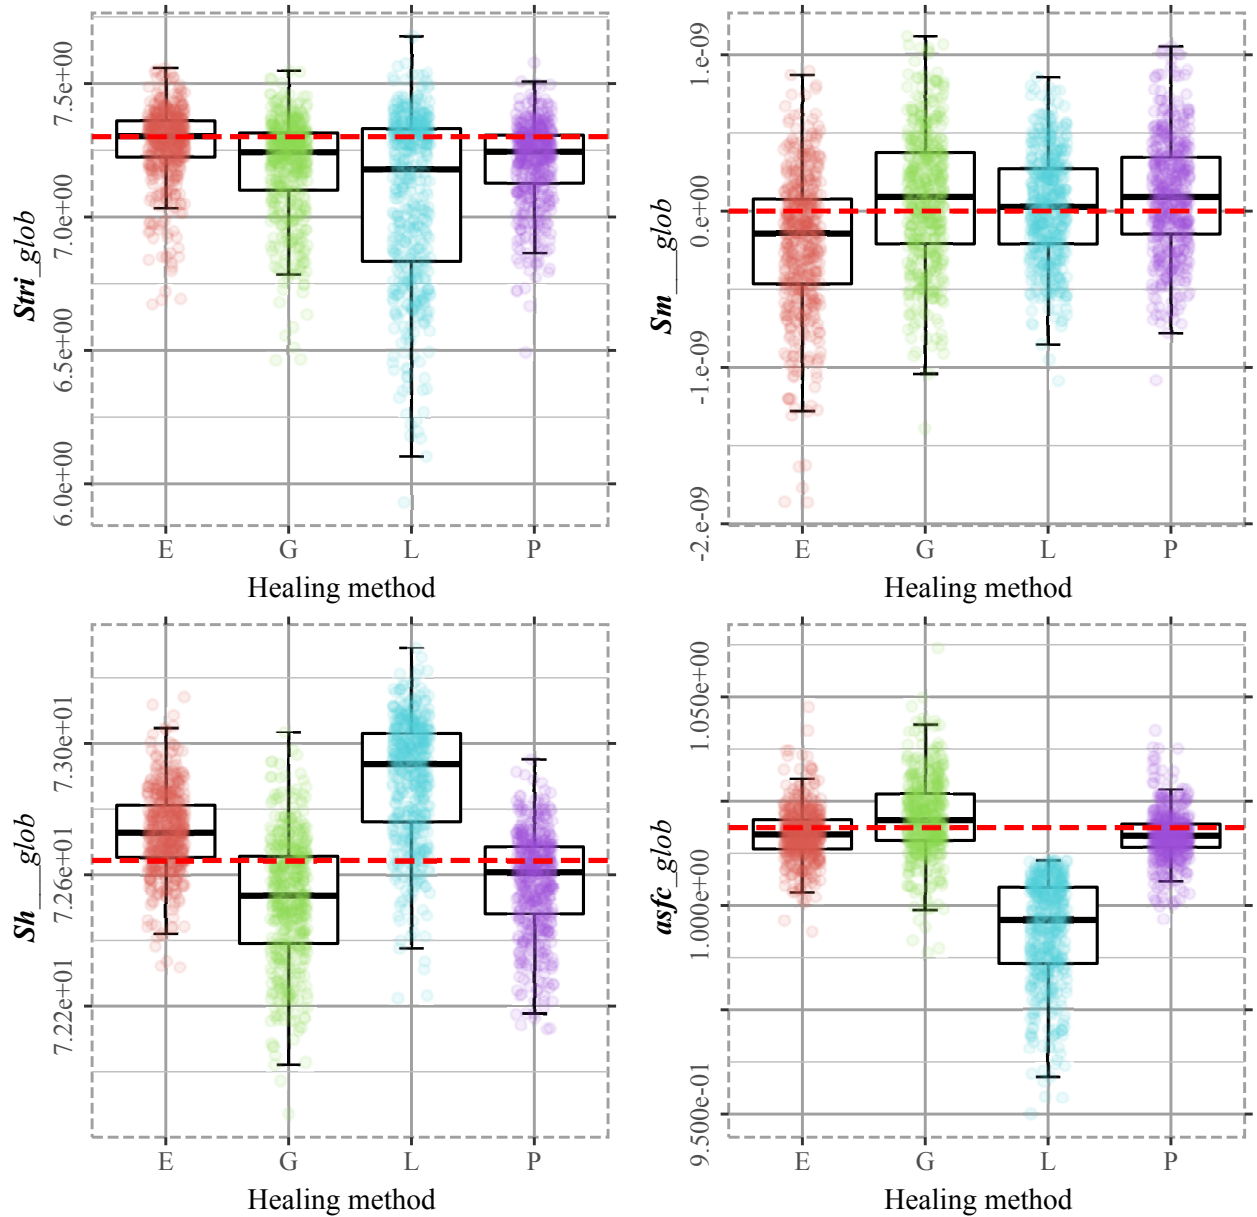 Stri_glob
7.5e+00
7.0e+00
6.5e+00
6.0e+00
E G L P
Healing method
Sm___glob
1.e-09
0.e+00
-1.e-09
-2.e-09
E G L P
Healing method
Sh___glob
7.30e+01
7.26e+01
7.22e+01
E G L P
Healing method
asfc_glob
1.050e+00
1.000e+00
9.500e-01
E G L P
Healing method